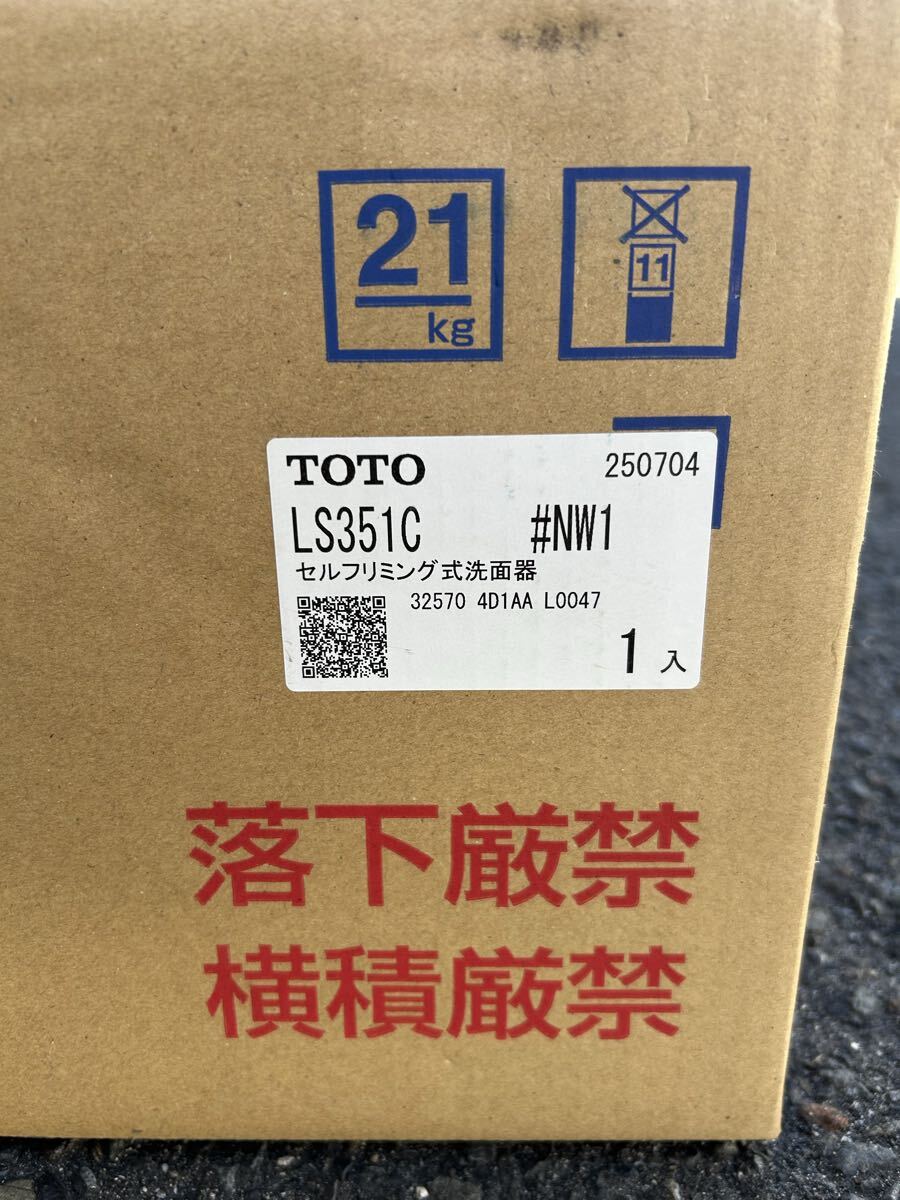 21
kg
11
TOTO 250704
LS351C #NW1
セルフリミング式洗面器
32570 4D1AA L0047
1 入
落下厳禁
横積厳禁